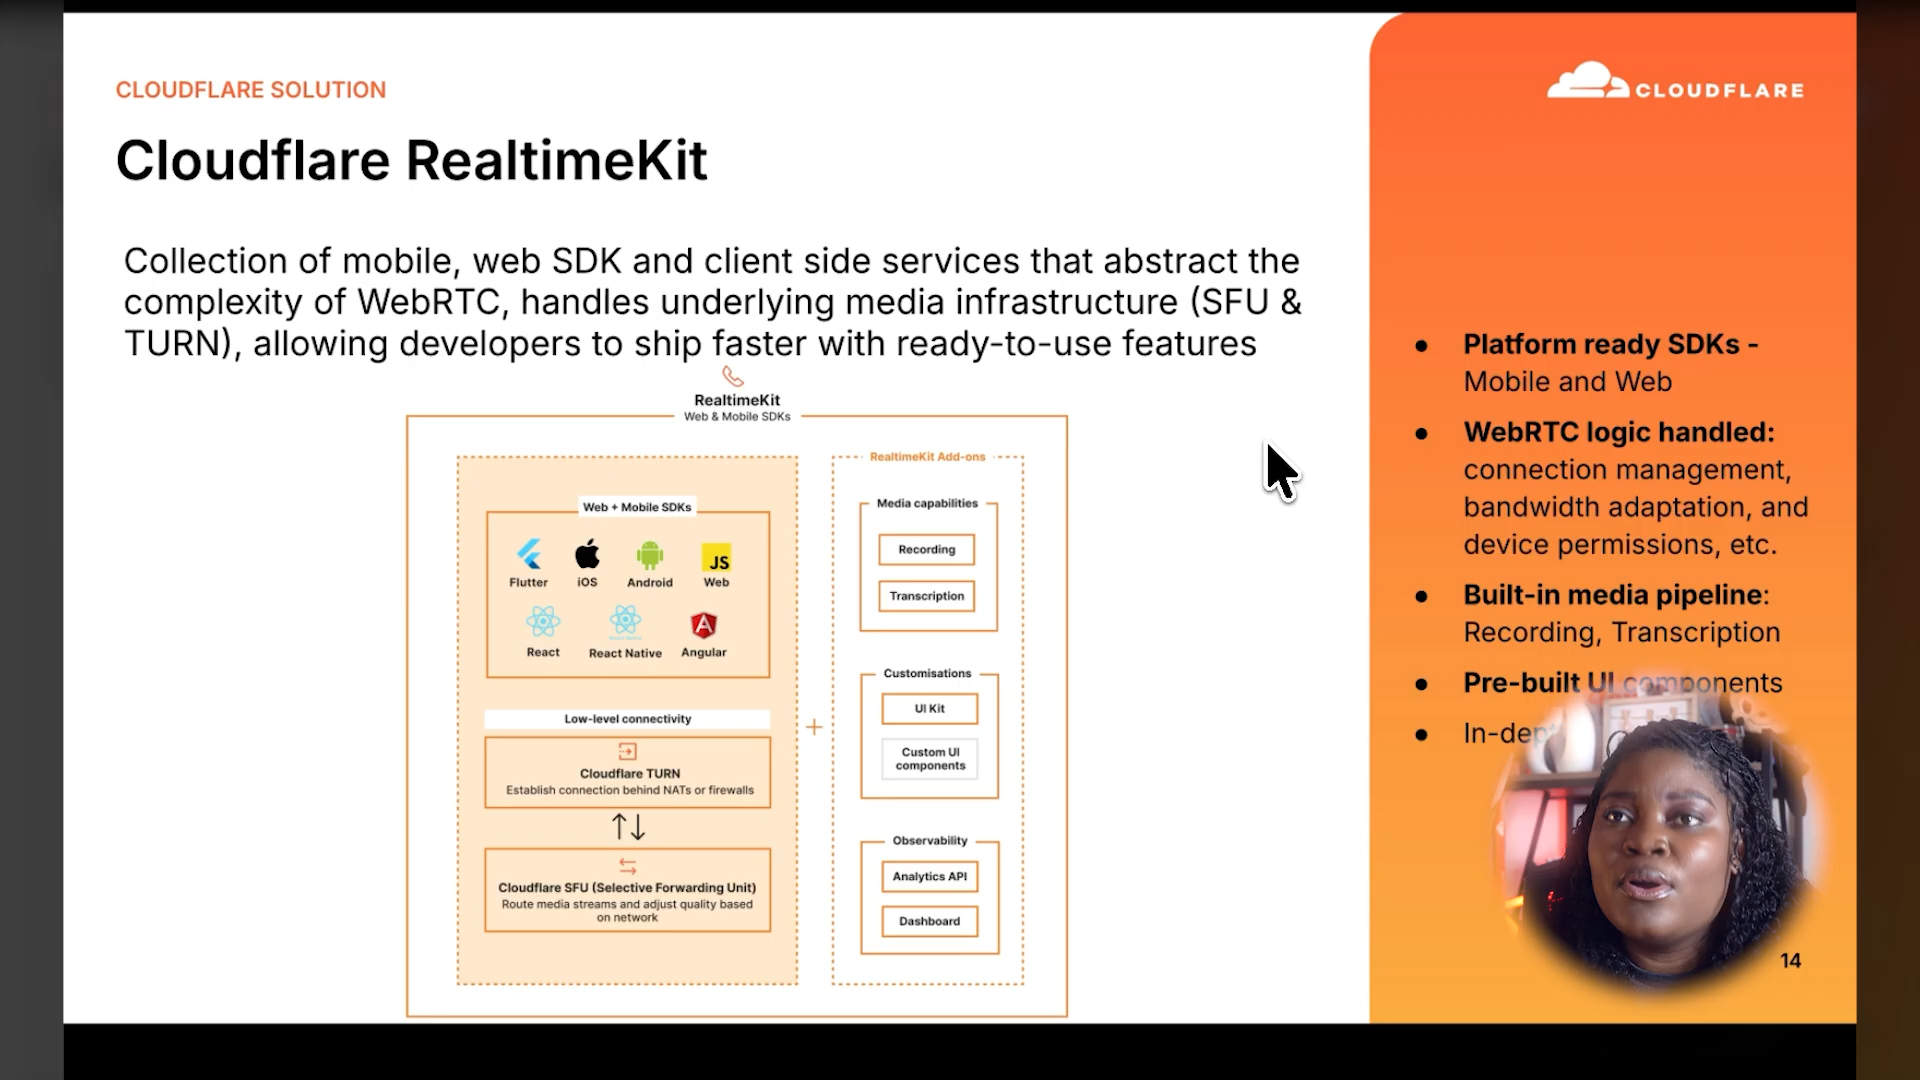 CLOUDFLARE SOLUTION
Cloudflare RealtimeKit
Collection of mobile, web SDK and client side services that abstract the
complexity of WebRTC, handles underlying media infrastructure (SFU &
TURN), allowing developers to ship faster with ready-to-use features
RealtimeKit
Web & Mobile SDKs
Web + Mobile SDKs
Flutter
iOS
Android
JS
Web
React
React Native
Angular
Low-level connectivity
Cloudflare TURN
Establish connection behind NATs or firewalls
Cloudflare SFU (Selective Forwarding Unit)
Route media streams and adjust quality based
on network
+
RealtimeKit Add-ons
Media capabilities
Recording
Transcription
Customisations
UI Kit
Custom UI
components
Observability
Analytics API
Dashboard
CLOUDFLARE
• Platform ready SDKs -
Mobile and Web
• WebRTC logic handled:
connection management,
bandwidth adaptation, and
device permissions, etc.
• Built-in media pipeline:
Recording, Transcription
• Pre-built UI components
• 
14